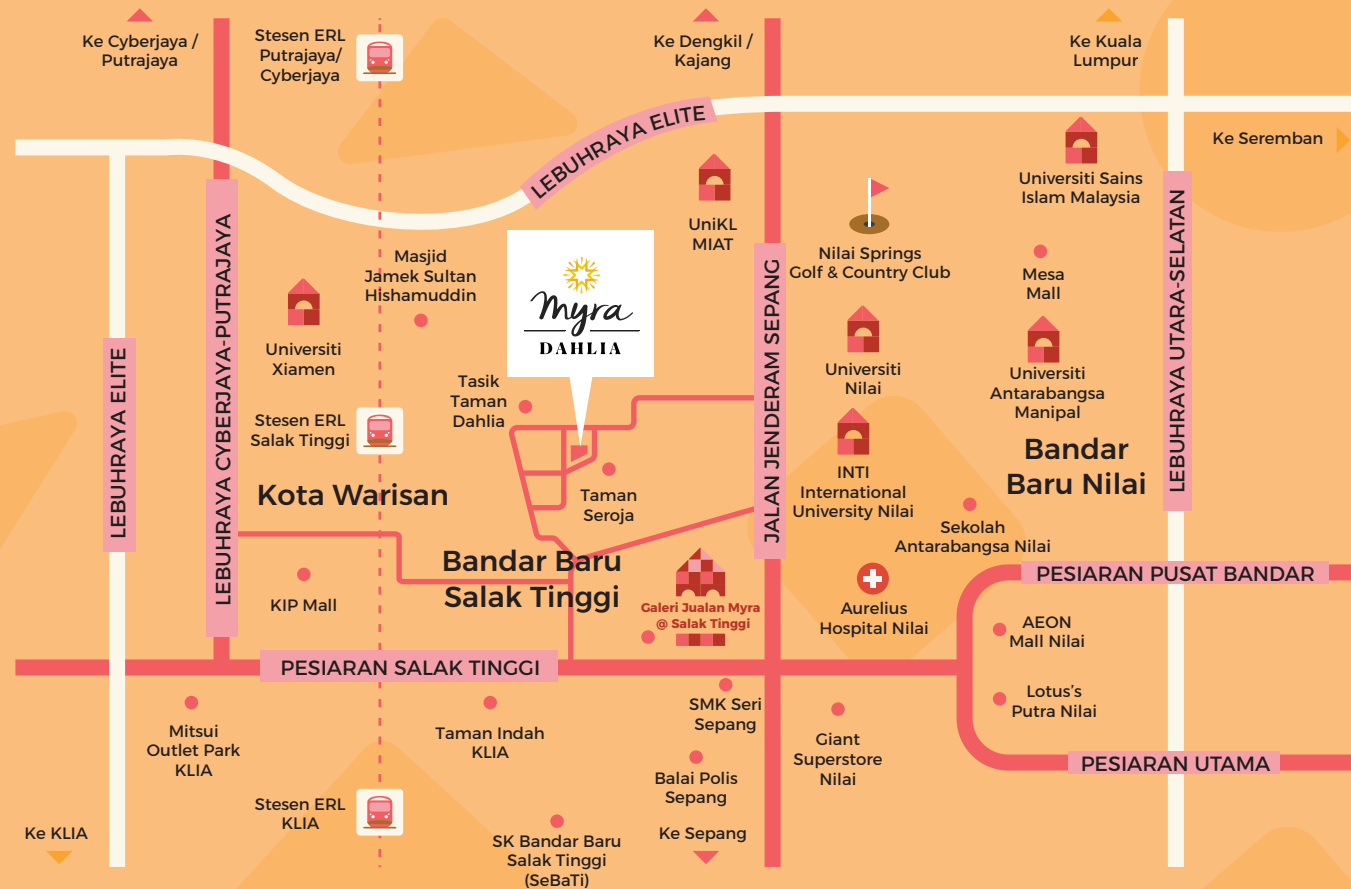 Ke Cyberjaya /
Putrajaya
Stesen ERL
Putrajaya/
Cyberjaya
Ke Dengkil /
Kajang
Ke Kuala
Lumpur
Ke Seremban
LEBUHRAYA ELITE
Universiti Sains
Islam Malaysia
UniKL
MIAT
Nilai Springs
Golf & Country Club
Mesa
Mall
Masjid
Jamek Sultan
Hishamuddin
myra
DAHLIA
Universiti
Xiamen
LEBUHRAYA ELITE
LEBUHRAYA CYBERJAYA-PUTRAJAYA
JALAN JENDERAM SEPANG
LEBUHRAYA UTARA-SELATAN
Universiti
Nilai
Universiti
Antarabangsa
Manipal
Tasik
Taman
Dahlia
Stesen ERL
Salak Tinggi
Kota Warisan
Taman
Seroja
INTI
International
University Nilai
Bandar
Baru Nilai
Sekolah
Antarabangsa Nilai
Bandar Baru
Salak Tinggi
KIP Mall
Galeri Jualan Myra
@ Salak Tinggi
Aurelius
Hospital Nilai
PESIARAN PUSAT BANDAR
AEON
Mall Nilai
PESIARAN SALAK TINGGI
Lotus's
Putra Nilai
Mitsui
Outlet Park
KLIA
Taman Indah
KLIA
SMK Seri
Sepang
Giant
Superstore
Nilai
PESIARAN UTAMA
Balai Polis
Sepang
Stesen ERL
KLIA
Ke KLIA
SK Bandar Baru
Salak Tinggi
(SeBaTi)
Ke Sepang